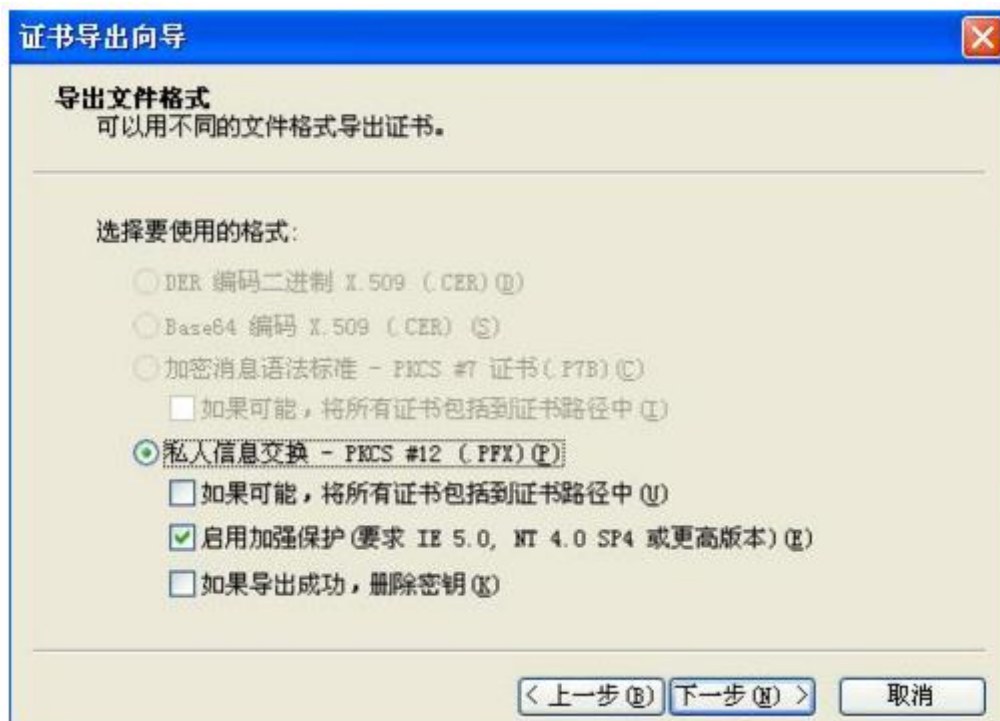 证书导出向导
导出文件格式
可以用不同的文件格式导出证书。
选择要使用的格式:
DER 编码二进制 X.509 (.CER)(D)
Base64 编码 X.509 (.CER) (S)
加密消息语法标准 - PKCS #7 证书(.P7B)(C)
如果可能，将所有证书包括到证书路径中(I)
私人信息交换 - PKCS #12 (.PFX)(P)
如果可能，将所有证书包括到证书路径中(U)
启用加强保护(要求 IE 5.0, NT 4.0 SP4 或更高版本)(E)
如果导出成功，删除密钥(K)
< 上一步(B) 下一步(N) > 取消